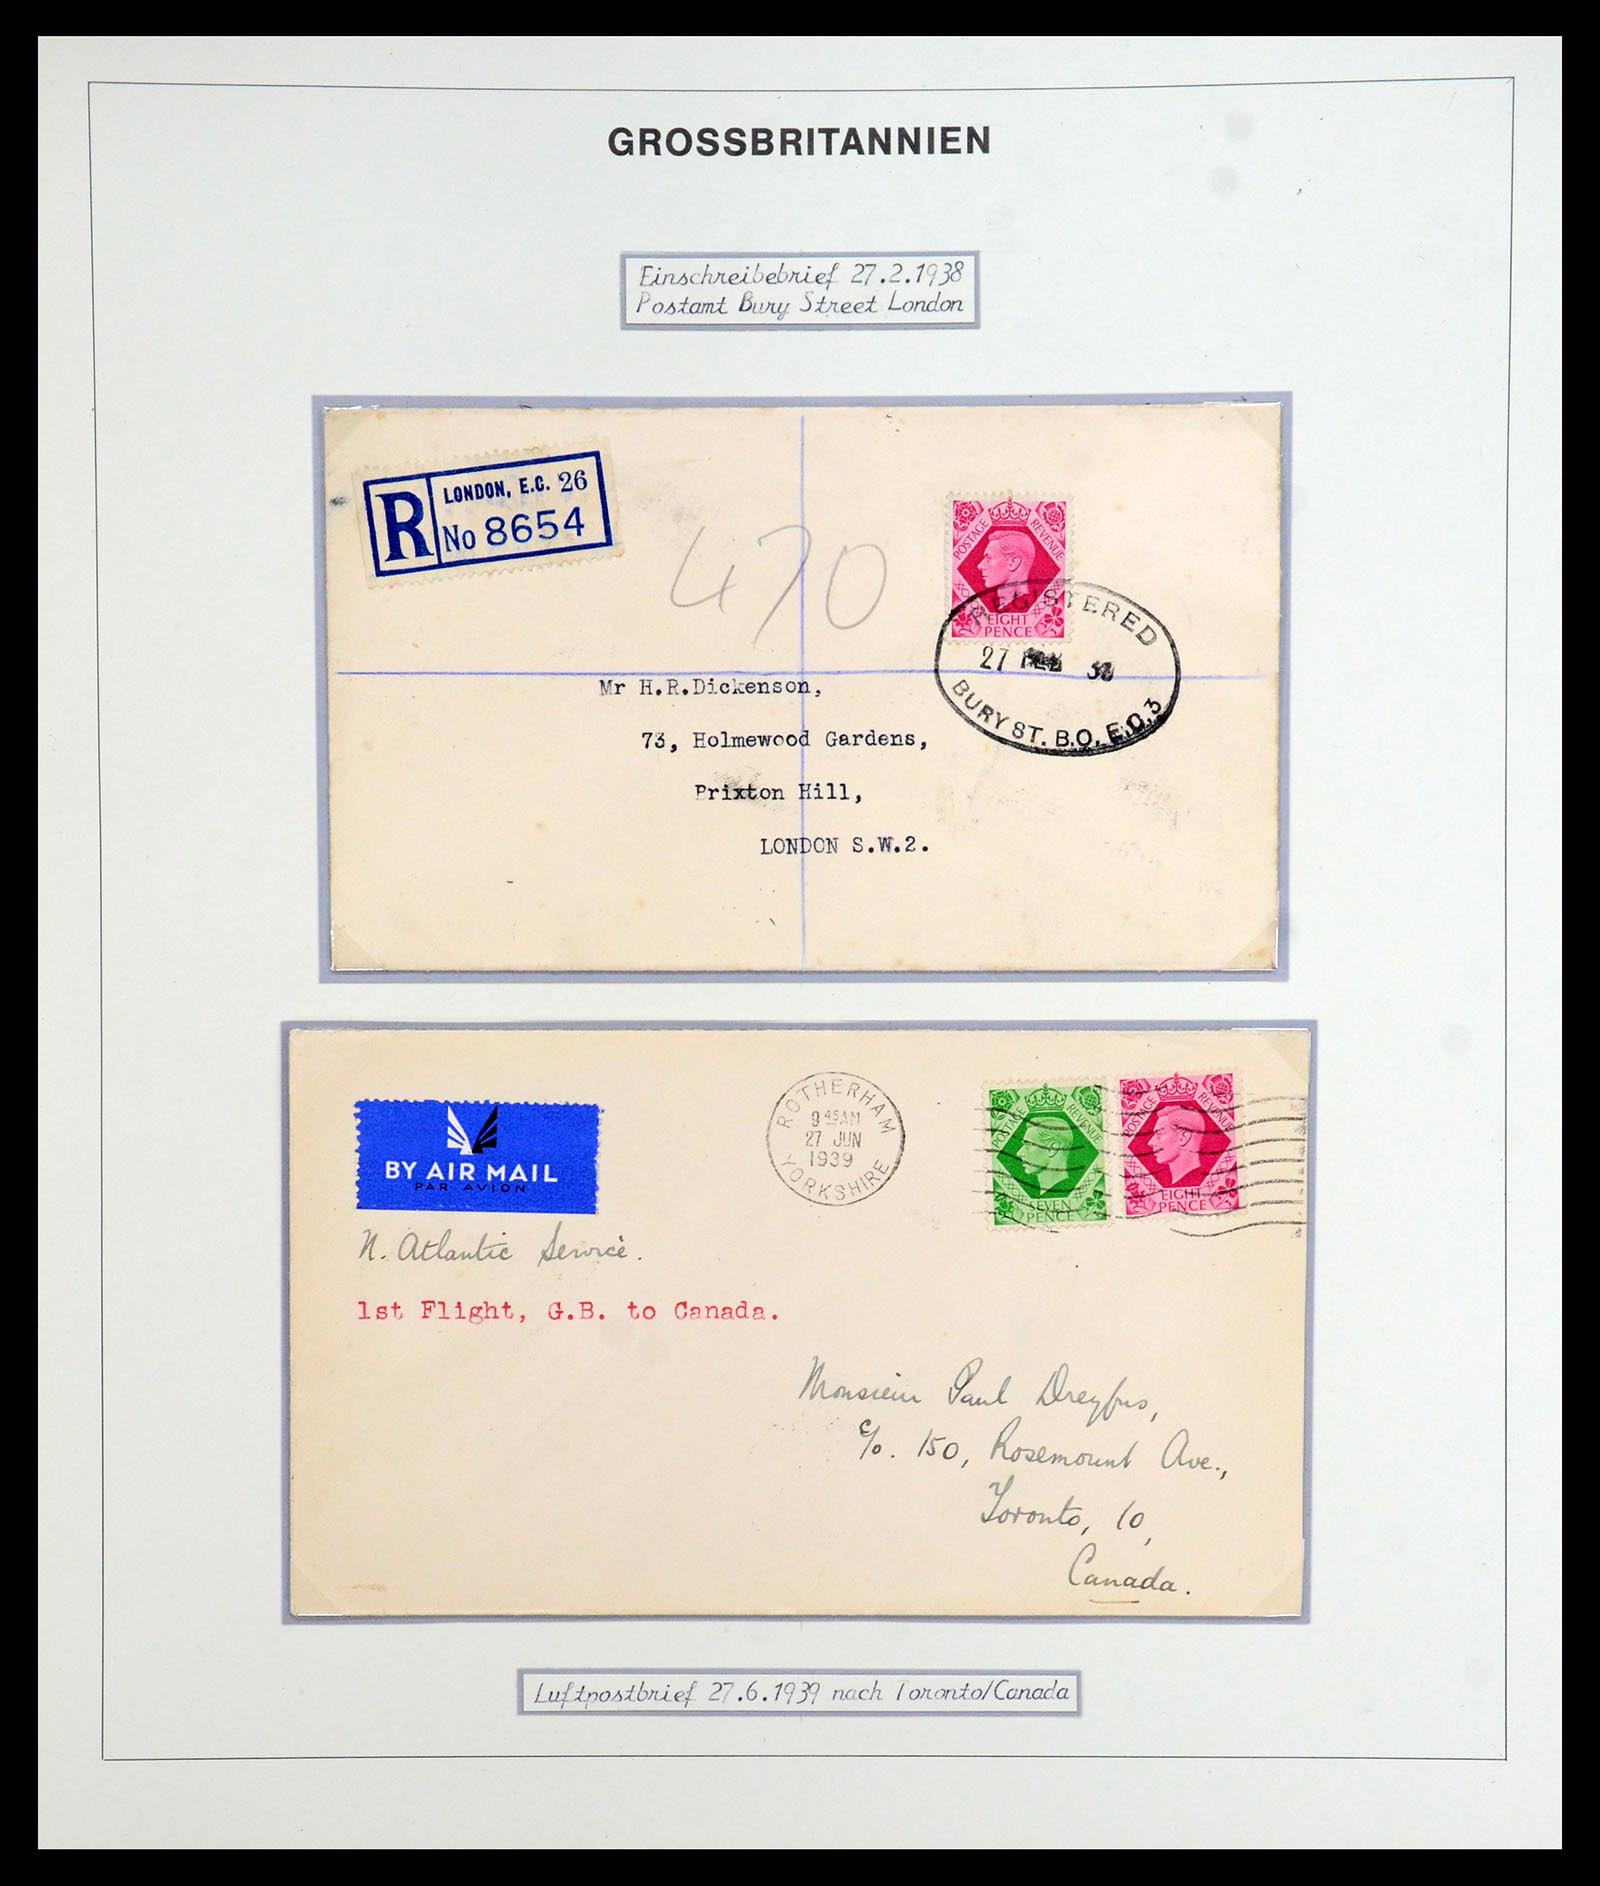 GROSSBRITANNIEN
Einschreibebrief 27.2.1938
Postamt Bury Street London
R
LONDON, E.C. 26
No 8654
470
POSTAGE REVENUE
EIGHT
PENCE
REGISTERED
27 FEB 38
BURY ST. B.O. E.C.3
Mr H.R.Dickenson,
73, Holmewood Gardens,
Brixton Hill,
LONDON S.W.2.
BY AIR MAIL
PAR AVION
ROTHERHAM
9 45AM
27 JUN
1939
YORKSHIRE
POSTAGE REVENUE
SEVEN
PENCE
POSTAGE REVENUE
EIGHT
PENCE
N. Atlantic Service.
1st Flight, G.B. to Canada.
Monsieur Paul Dreyfus,
c/o. 150, Rosemount Ave.,
Toronto, 10,
Canada.
Luftpostbrief 27.6.1939 nach Toronto/Canada